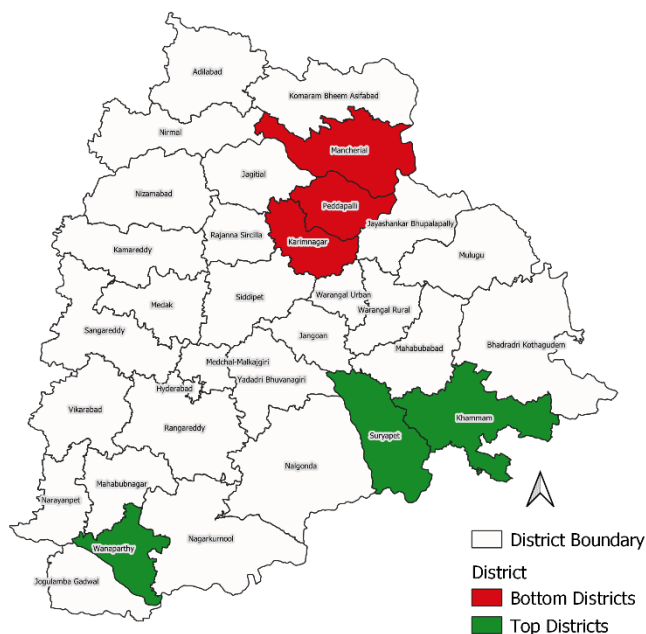 Adilabad
Komaram Bheem Asifabad
Nirmal
Mancherial
Jagitial
Nizamabad
Peddapalli
Jayashankar Bhupalapally
Rajanna Sircilla
Karimnagar
Kamareddy
Mulugu
Siddipet
Warangal Urban
Medak
Warangal Rural
Sangareddy
Jangoan
Bhadradri Kothagudem
Mahabubabad
Medchal-Malkajgiri
Yadadri Bhuvanagiri
Hyderabad
Vikarabad
Khammam
Rangareddy
Suryapet
Nalgonda
Mahabubnagar
Narayanpet
Nagarkurnool
Wanaparthy
Jogulamba Gadwal
District Boundary
District
Bottom Districts
Top Districts